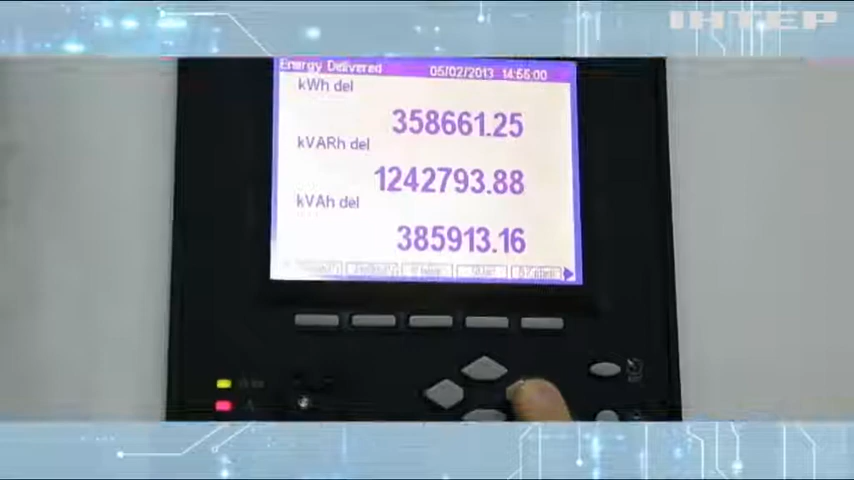 ІНТЕР
Energy Delivered 05/02/2013 14:55:00
kWh del
358661.25
kVARh del
1242793.88
kVAh del
385913.16